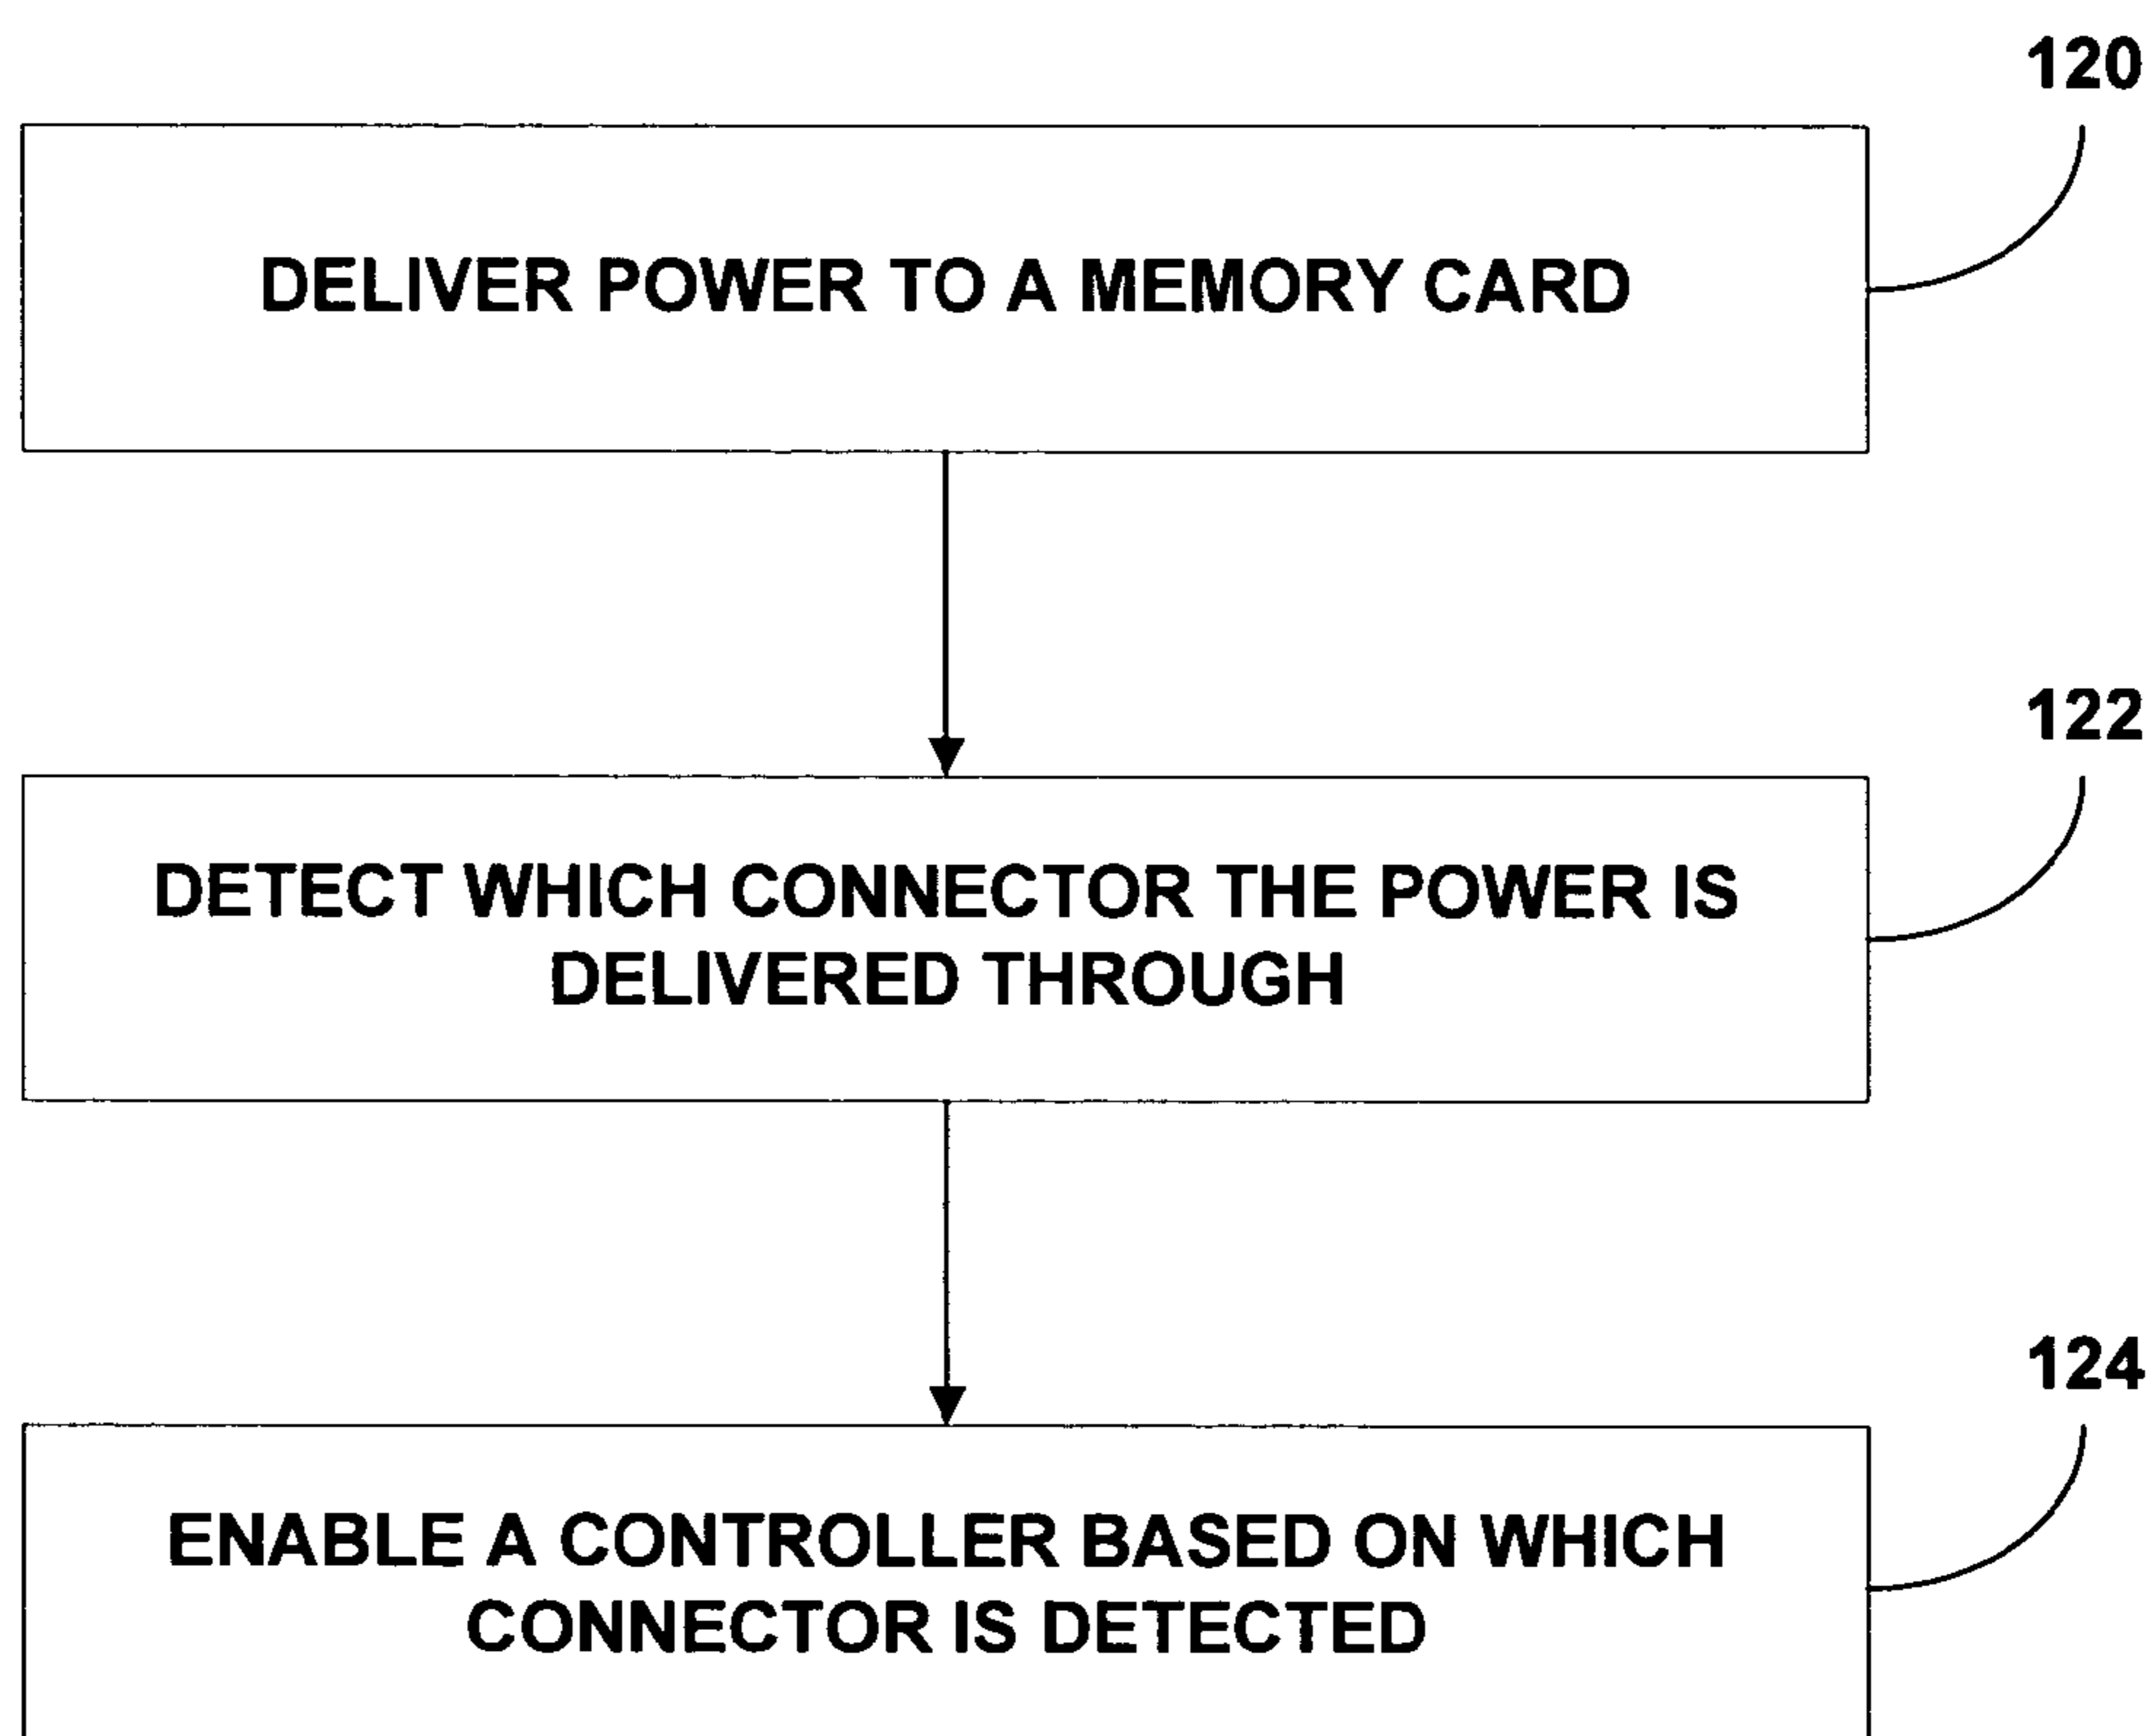 120
DELIVER POWER TO A MEMORY CARD
122
DETECT WHICH CONNECTOR THE POWER IS
DELIVERED THROUGH
124
ENABLE A CONTROLLER BASED ON WHICH
CONNECTOR IS DETECTED